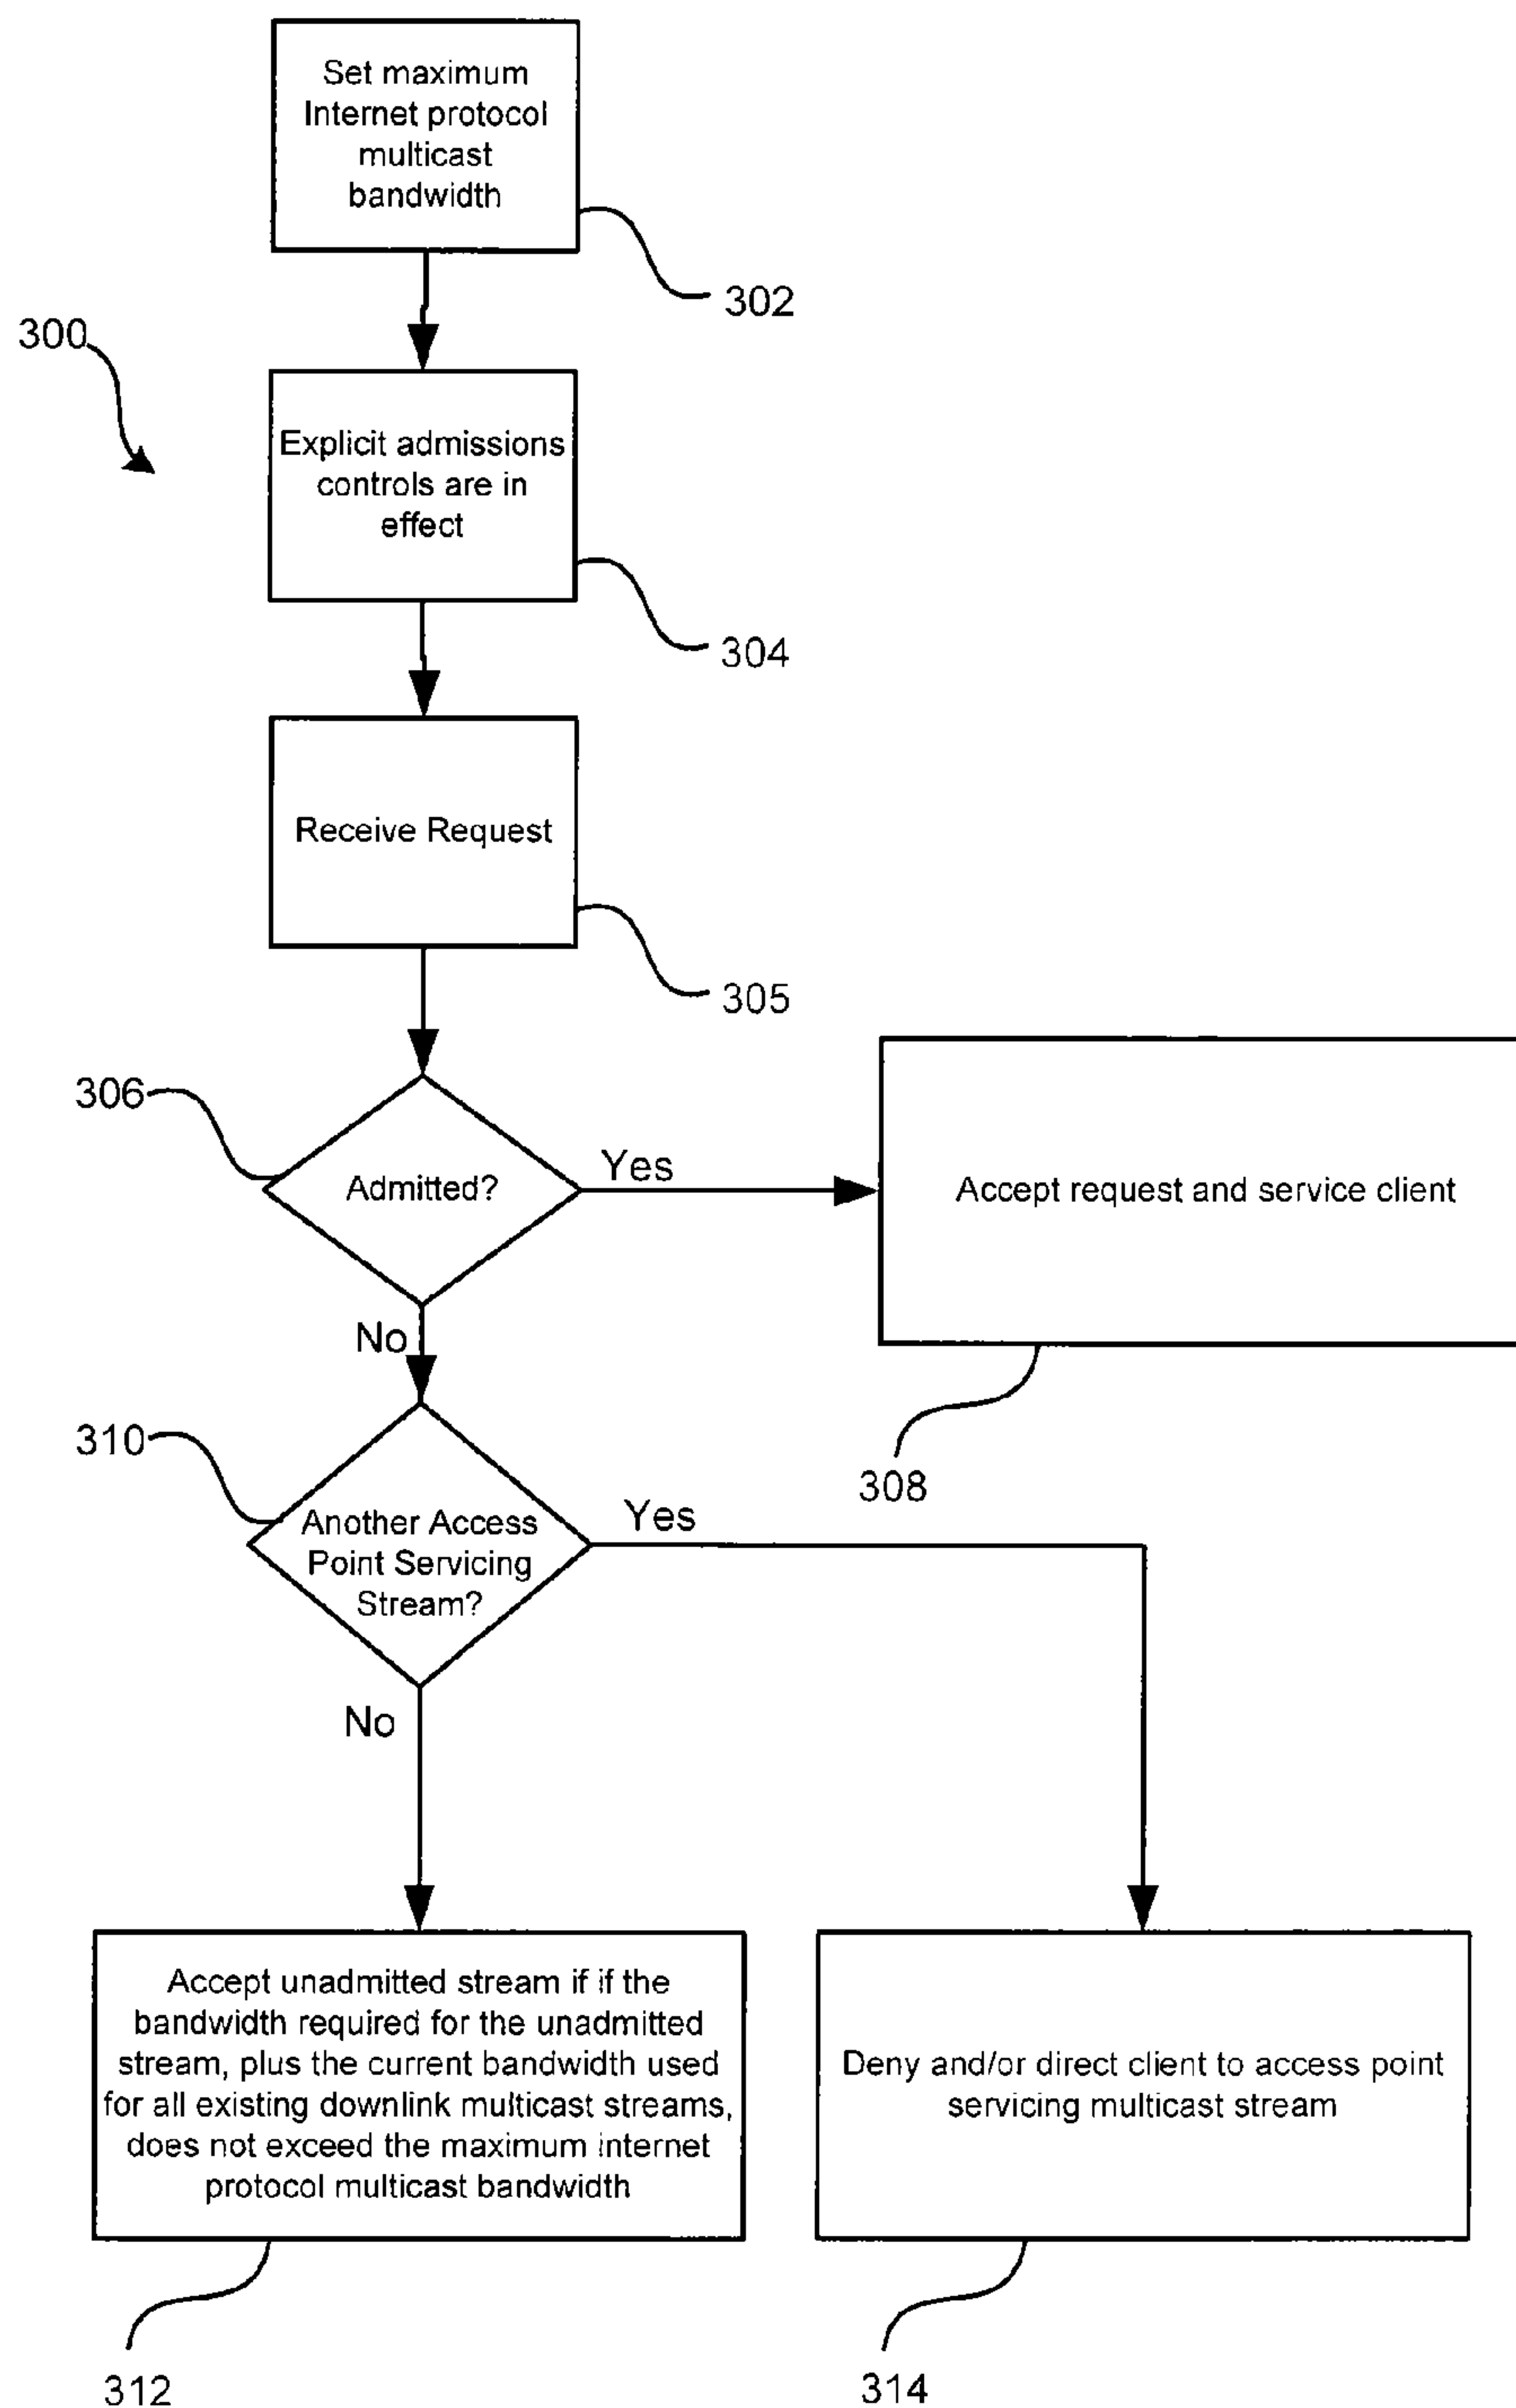 Set maximum
Internet protocol
multicast
bandwidth
302
300
Explicit admissions
controls are in
effect
304
Receive Request
305
306
Admitted?
Yes
Accept request and service client
308
No
310
Another Access
Point Servicing
Stream?
Yes
No
Accept unadmitted stream if if the
bandwidth required for the unadmitted
stream, plus the current bandwidth used
for all existing downlink multicast streams,
does not exceed the maximum internet
protocol multicast bandwidth
312
Deny and/or direct client to access point
servicing multicast stream
314